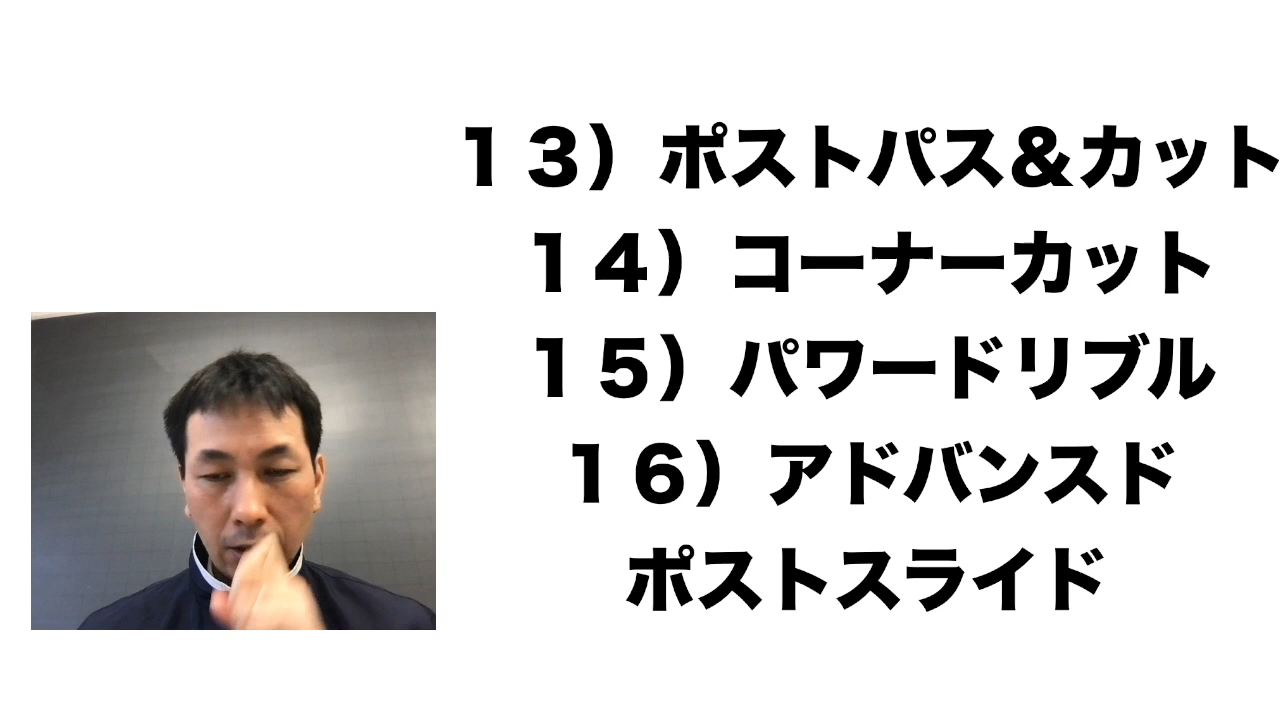 １３）ポストパス＆カット
１４）コーナーカット
１５）パワードリブル
１６）アドバンスド
ポストスライド